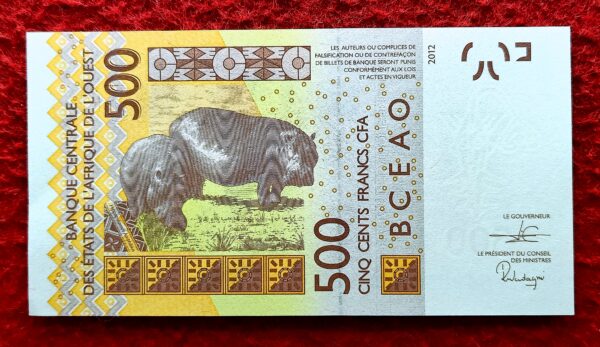 BANQUE CENTRALE
DES ÉTATS DE L'AFRIQUE DE L'OUEST
500
LES AUTEURS OU COMPLICES DE
FALSIFICATION OU DE CONTREFAÇON
DE BILLETS DE BANQUE SERONT PUNIS
CONFORMÉMENT AUX LOIS
ET ACTES EN VIGUEUR
2012
500
CINQ CENTS FRANCS CFA
B C E A O
LE GOUVERNEUR
LE PRÉSIDENT DU CONSEIL
DES MINISTRES